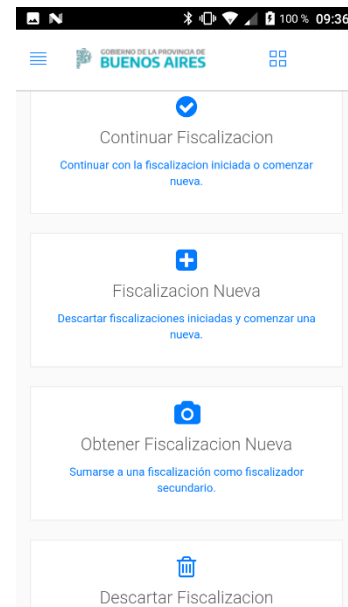 100 % 09:36
GOBIERNO DE LA PROVINCIA DE
BUENOS AIRES
Continuar Fiscalizacion
Continuar con la fiscalizacion iniciada o comenzar
nueva.
Fiscalizacion Nueva
Descartar fiscalizaciones iniciadas y comenzar una
nueva.
Obtener Fiscalizacion Nueva
Sumarse a una fiscalización como fiscalizador
secundario.
Descartar Fiscalizacion